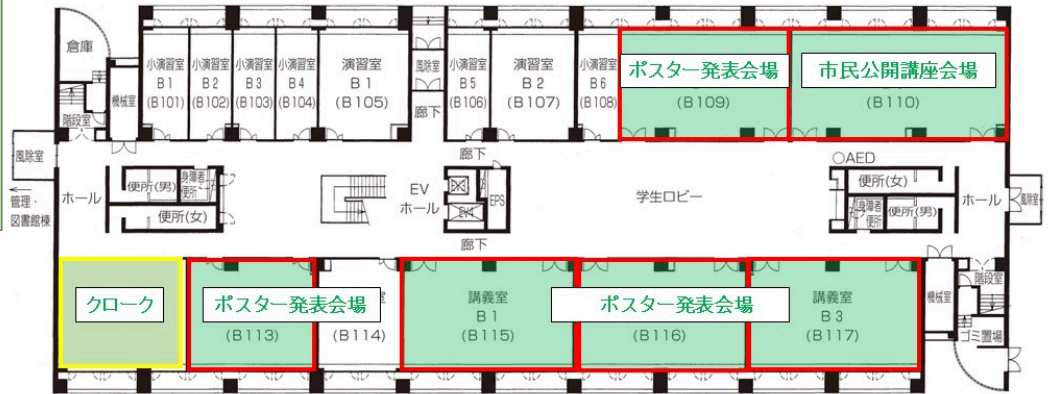 倉庫
小演習室
B1
(B101)
小演習室
B2
(B102)
小演習室
B3
(B103)
小演習室
B4
(B104)
演習室
B1
(B105)
風除室
廊下
小演習室
B5
(B106)
演習室
B2
(B107)
小演習室
B6
(B108)
ポスター発表会場
(B109)
市民公開講座会場
(B110)
機械室
階段室
風除室
←
管理・
図書館棟
ホール
便所(男)
身障者
便所
便所(女)
EV
ホール
EPS
廊下
廊下
学生ロビー
○AED
便所(女)
身障者
便所
便所(男)
ホール
風除室
クローク
ポスター発表会場
(B113)
(B114)
講義室
B1
(B115)
ポスター発表会場
(B116)
講義室
B3
(B117)
機械室
階段室
ゴミ置場